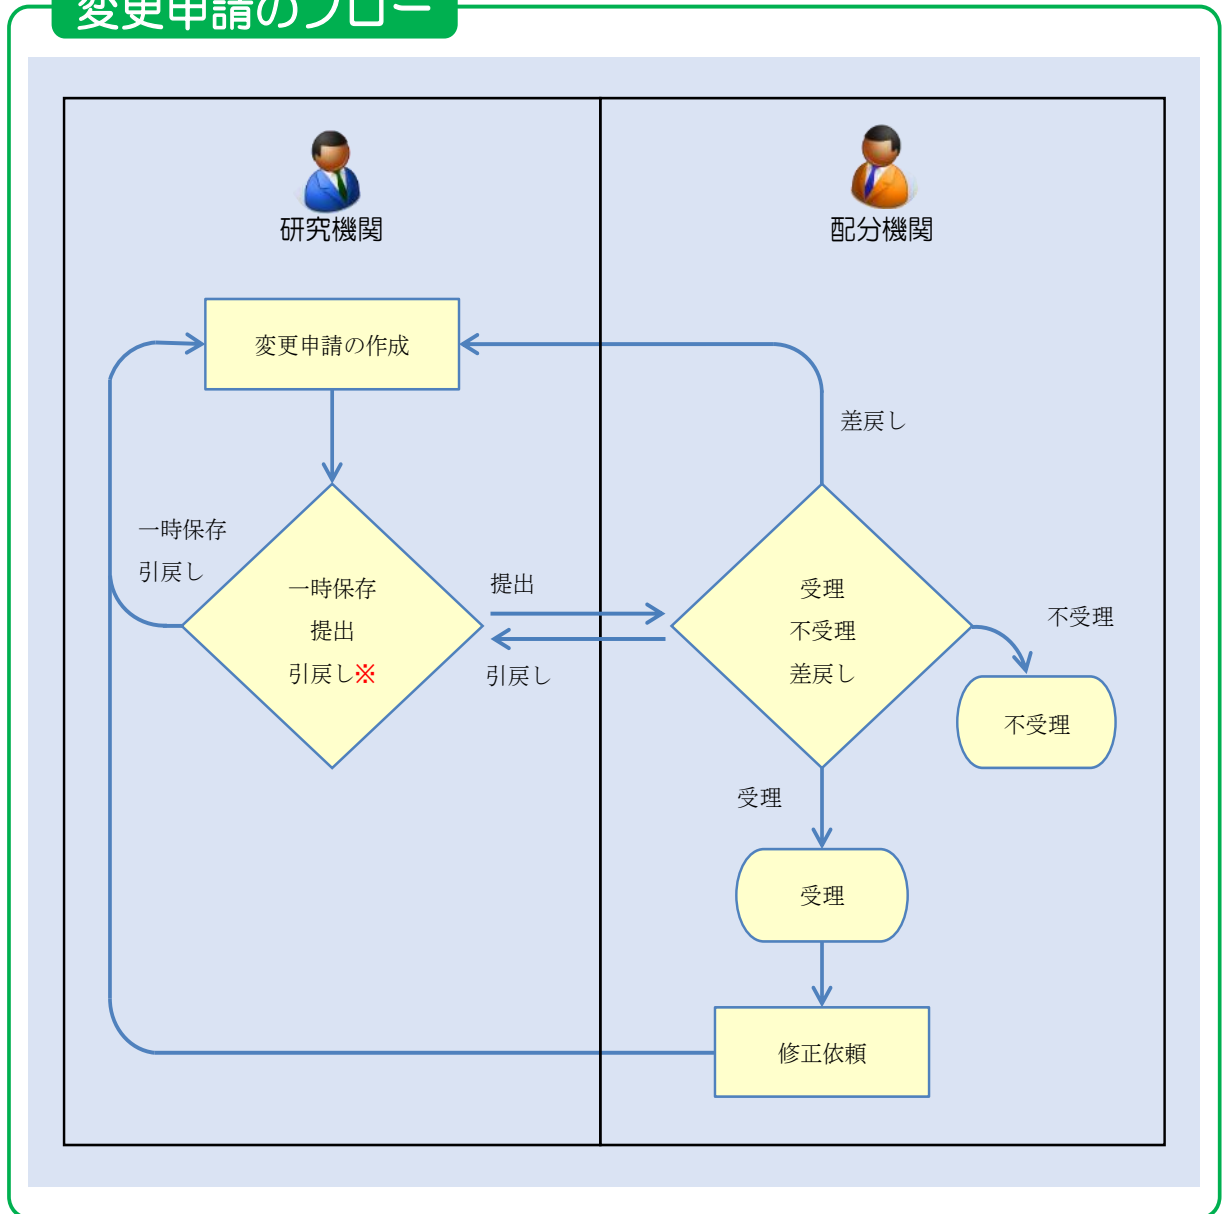 変更申請のフロー
研究機関
配分機関
変更申請の作成
差戻し
一時保存
引戻し
一時保存
提出
引戻し※
提出
引戻し
受理
不受理
差戻し
不受理
不受理
受理
受理
修正依頼